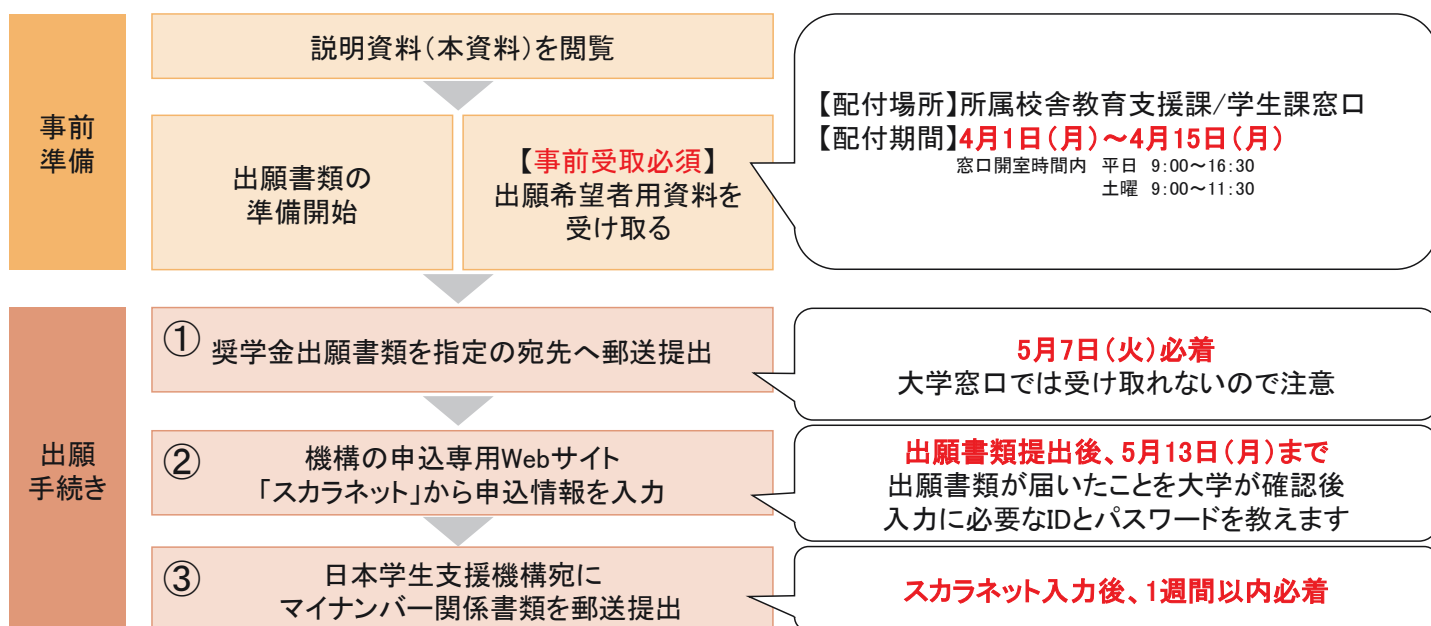 事前
準備
説明資料（本資料）を閲覧
出願書類の
準備開始
【事前受取必須】
出願希望者用資料を
受け取る
【配付場所】所属校舎教育支援課/学生課窓口
【配付期間】4月1日（月）～4月15日（月）
窓口開室時間内 平日 9:00～16:30
土曜 9:00～11:30
出願
手続き
① 奨学金出願書類を指定の宛先へ郵送提出
5月7日（火）必着
大学窓口では受け取れないので注意
② 機構の申込専用Webサイト
「スカラネット」から申込情報を入力
出願書類提出後、5月13日（月）まで
出願書類が届いたことを大学が確認後
入力に必要なIDとパスワードを教えます
③ 日本学生支援機構宛に
マイナンバー関係書類を郵送提出
スカラネット入力後、1週間以内必着